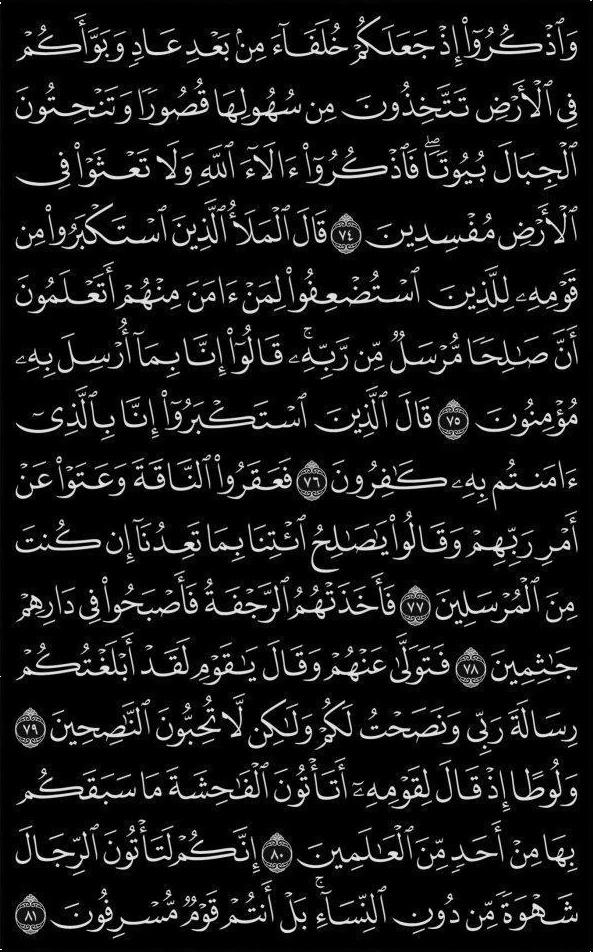 وَٱذۡكُرُوٓاْ إِذۡ جَعَلَكُمۡ خُلَفَآءَ مِنۢ بَعۡدِ عَادٖ وَبَوَّأَكُمۡ
فِي ٱلۡأَرۡضِ تَتَّخِذُونَ مِن سُهُولِهَا قُصُورٗا وَتَنۡحِتُونَ
ٱلۡجِبَالَ بُيُوتٗاۖ فَٱذۡكُرُوٓاْ ءَالَآءَ ٱللَّهِ وَلَا تَعۡثَوۡاْ فِي
ٱلۡأَرۡضِ مُفۡسِدِينَ ٧٤ قَالَ ٱلۡمَلَأُ ٱلَّذِينَ ٱسۡتَكۡبَرُواْ مِن
قَوۡمِهِۦ لِلَّذِينَ ٱسۡتُضۡعِفُواْ لِمَنۡ ءَامَنَ مِنۡهُمۡ أَتَعۡلَمُونَ
أَنَّ صَٰلِحٗا مُّرۡسَلٞ مِّن رَّبِّهِۦۚ قَالُوٓاْ إِنَّا بِمَآ أُرۡسِلَ بِهِۦ
مُؤۡمِنُونَ ٧٥ قَالَ ٱلَّذِينَ ٱسۡتَكۡبَرُوٓاْ إِنَّا بِٱلَّذِيٓ
ءَامَنتُم بِهِۦ كَٰفِرُونَ ٧٦ فَعَقَرُواْ ٱلنَّاقَةَ وَعَتَوۡاْ عَنۡ
أَمۡرِ رَبِّهِمۡ وَقَالُواْ يَٰصَٰلِحُ ٱئۡتِنَا بِمَا تَعِدُنَآ إِن كُنتَ
مِنَ ٱلۡمُرۡسَلِينَ ٧٧ فَأَخَذَتۡهُمُ ٱلرَّجۡفَةُ فَأَصۡبَحُواْ فِي دَارِهِمۡ
جَٰثِمِينَ ٧٨ فَتَوَلَّىٰ عَنۡهُمۡ وَقَالَ يَٰقَوۡمِ لَقَدۡ أَبۡلَغۡتُكُمۡ
رِسَالَةَ رَبِّي وَنَصَحۡتُ لَكُمۡ وَلَٰكِن لَّا تُحِبُّونَ ٱلنَّٰصِحِينَ ٧٩
وَلُوطًا إِذۡ قَالَ لِقَوۡمِهِۦٓ أَتَأۡتُونَ ٱلۡفَٰحِشَةَ مَا سَبَقَكُم
بِهَا مِنۡ أَحَدٖ مِّنَ ٱلۡعَٰلَمِينَ ٨٠ إِنَّكُمۡ لَتَأۡتُونَ ٱلرِّجَالَ
شَهۡوَةٗ مِّن دُونِ ٱلنِّسَآءِۚ بَلۡ أَنتُمۡ قَوۡمٞ مُّسۡرِفُونَ ٨١